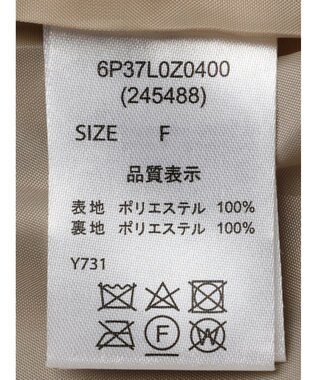 6P37L0Z0400
(245488)
SIZE F
品質表示
表地 ポリエステル 100%
裏地 ポリエステル 100%
Y731
F W